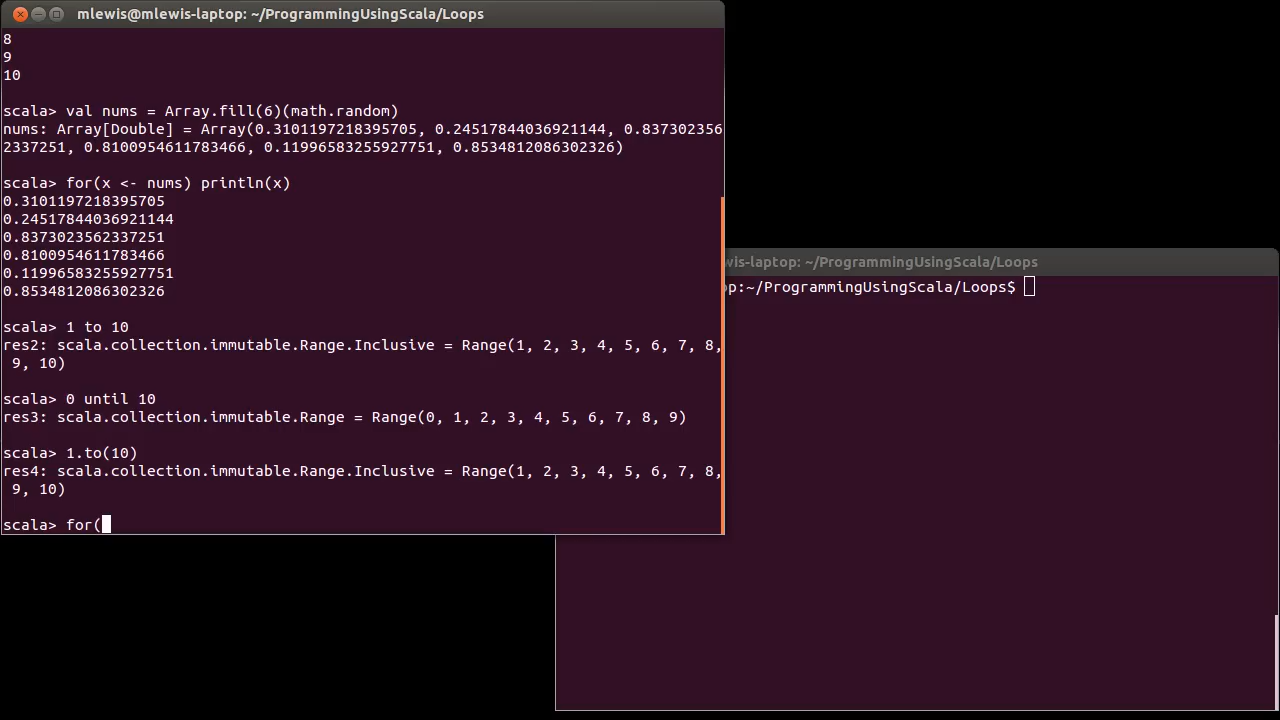 mlewis@mlewis-laptop: ~/ProgrammingUsingScala/Loops
8
9
10
scala> val nums = Array.fill(6)(math.random)
nums: Array[Double] = Array(0.3101197218395705, 0.24517844036921144, 0.837302356
2337251, 0.8100954611783466, 0.11996583255927751, 0.8534812086302326)
scala> for(x <- nums) println(x)
0.3101197218395705
0.24517844036921144
0.8373023562337251
0.8100954611783466
0.11996583255927751
0.8534812086302326
scala> 1 to 10
res2: scala.collection.immutable.Range.Inclusive = Range(1, 2, 3, 4, 5, 6, 7, 8,
9, 10)
scala> 0 until 10
res3: scala.collection.immutable.Range = Range(0, 1, 2, 3, 4, 5, 6, 7, 8, 9)
scala> 1.to(10)
res4: scala.collection.immutable.Range.Inclusive = Range(1, 2, 3, 4, 5, 6, 7, 8,
9, 10)
scala> for(
wis-laptop: ~/ProgrammingUsingScala/Loops
op:~/ProgrammingUsingScala/Loops$